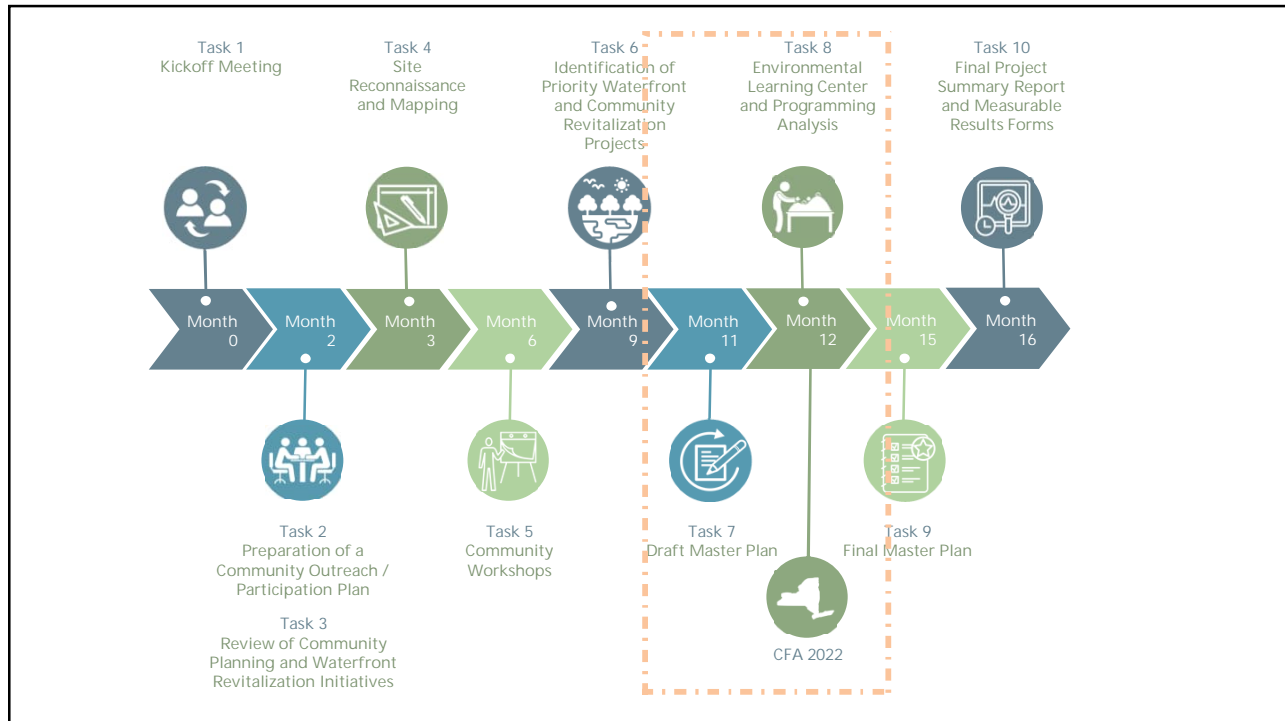 Task 1
Kickoff Meeting
Task 4
Site
Reconnaissance
and Mapping
Task 6
Identification of
Priority Waterfront
and Community
Revitalization
Projects
Task 8
Environmental
Learning Center
and Programming
Analysis
Task 10
Final Project
Summary Report
and Measurable
Results Forms
Month
0
Month
2
Month
3
Month
6
Month
9
Month
11
Month
12
Month
15
Month
16
Task 2
Preparation of a
Community Outreach /
Participation Plan
Task 3
Review of Community
Planning and Waterfront
Revitalization Initiatives
Task 5
Community
Workshops
Task 7
Draft Master Plan
CFA 2022
Task 9
Final Master Plan